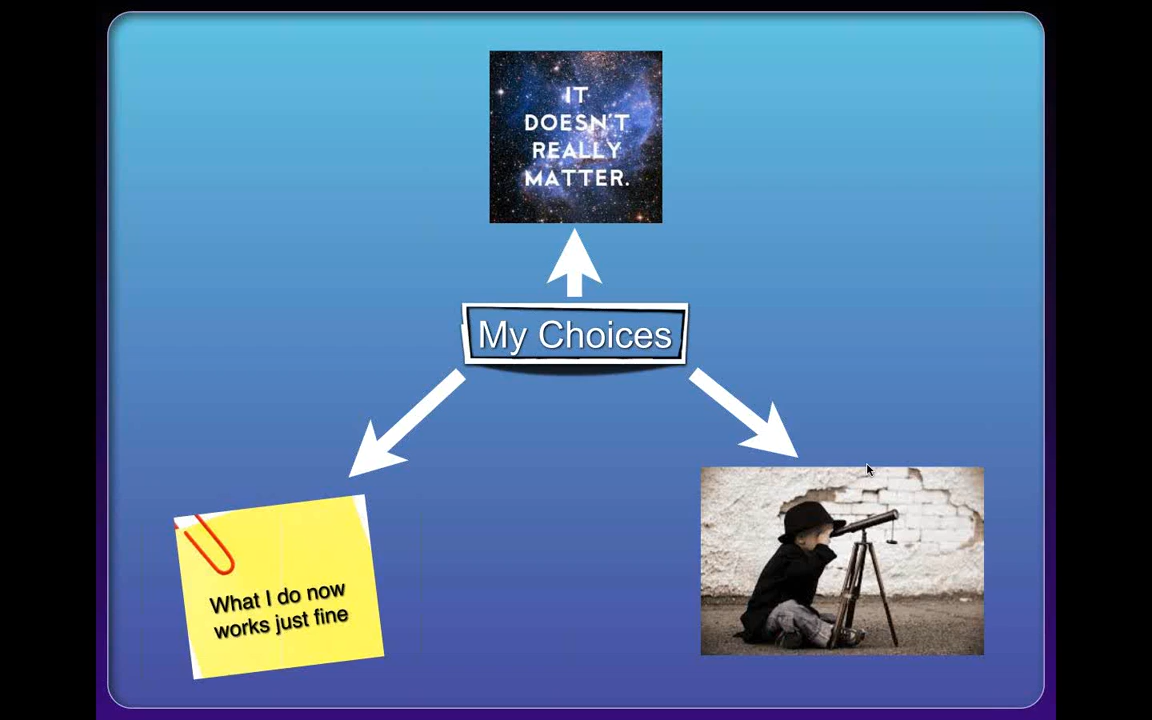 IT
DOESN'T
REALLY
MATTER.
My Choices
What I do now
works just fine